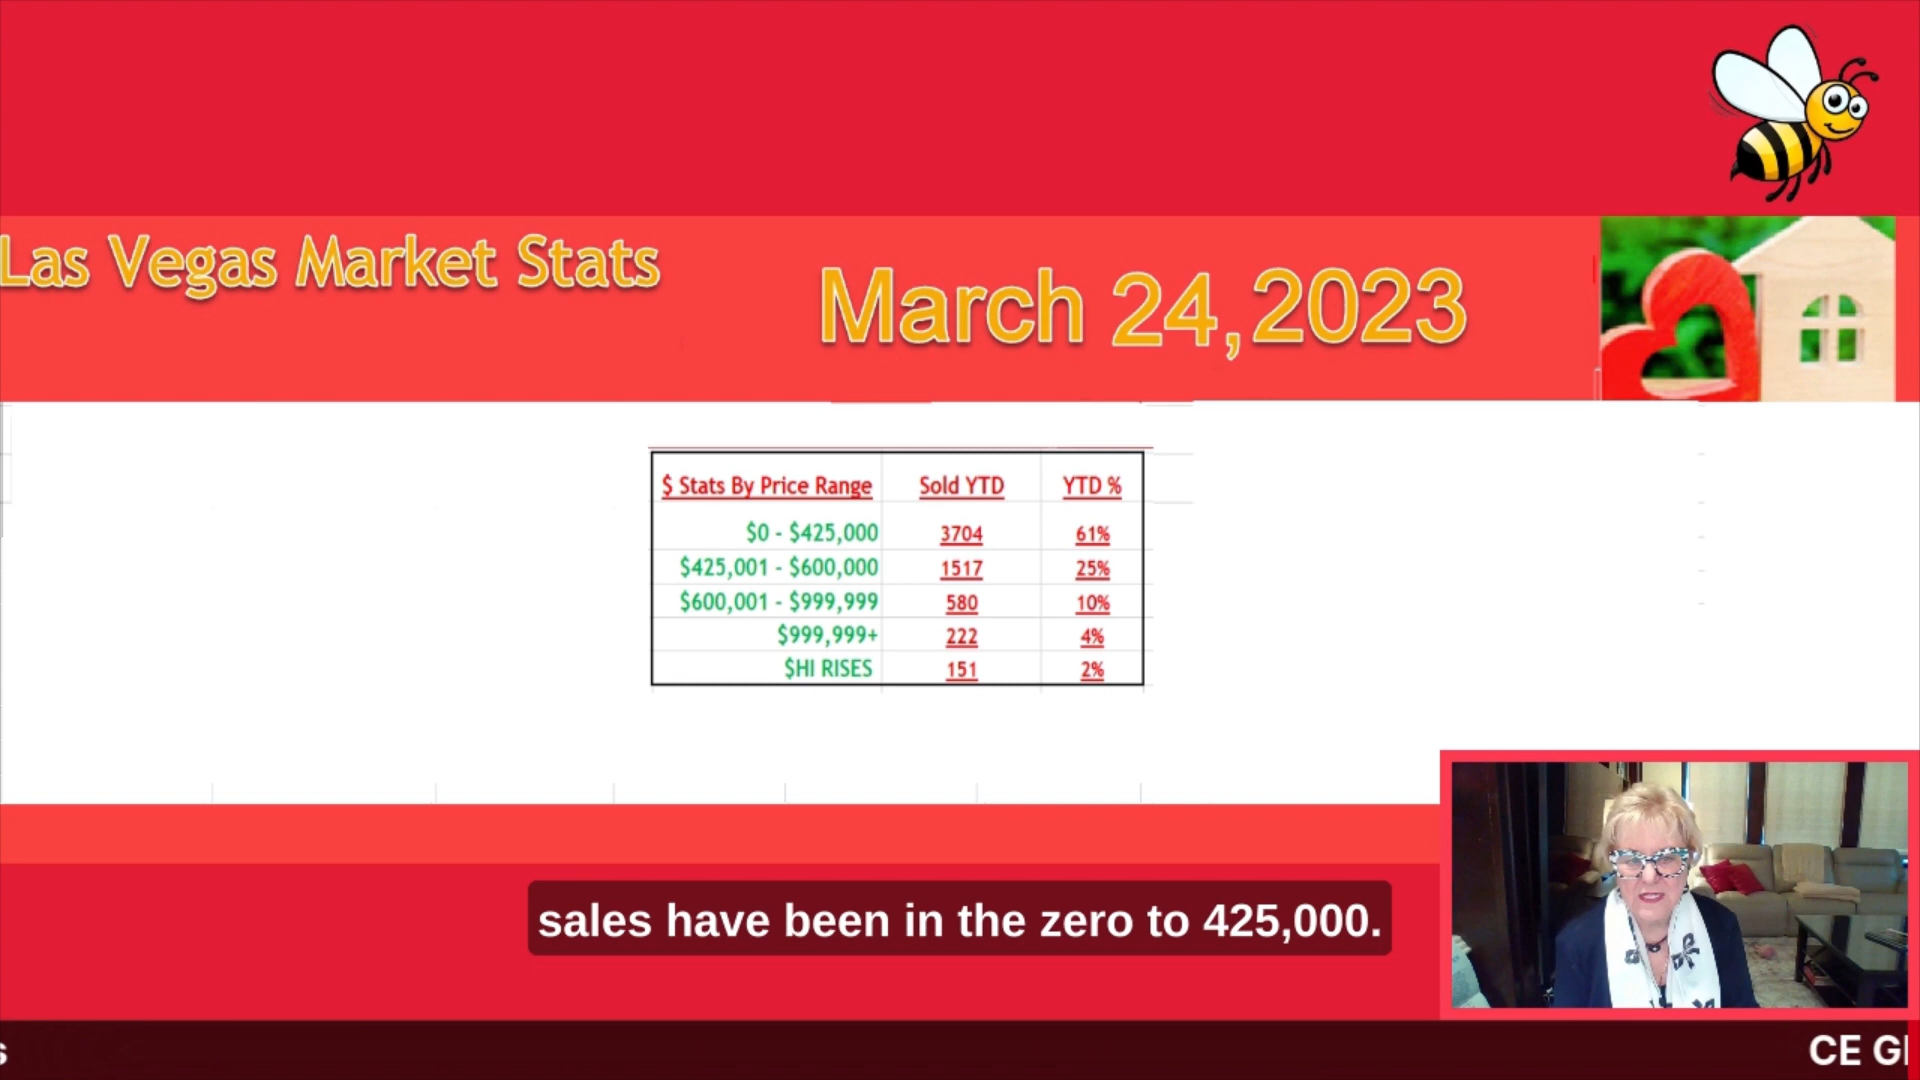 Las Vegas Market Stats
March 24,2023
$ Stats By Price Range Sold YTD YTD %
$0 - $425,000 3704 61%
$425,001 - $600,000 1517 25%
$600,001 - $999,999 580 10%
$999,999+ 222 4%
$HI RISES 151 2%
sales have been in the zero to 425,000.
s
CE G